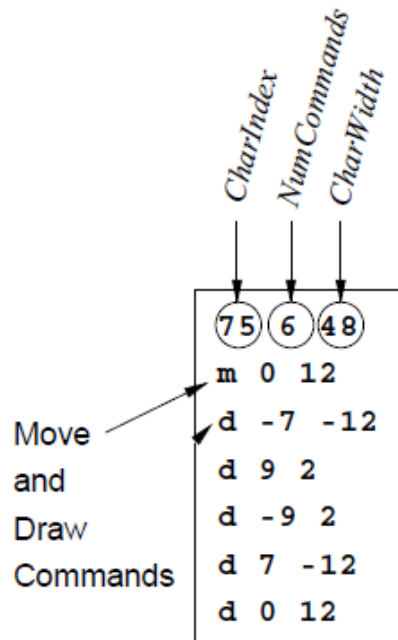 CharIndex
NumCommands
CharWidth
75 6 48
m 0 12
d -7 -12
d 9 2
d -9 2
d 7 -12
d 0 12
Move
and
Draw
Commands